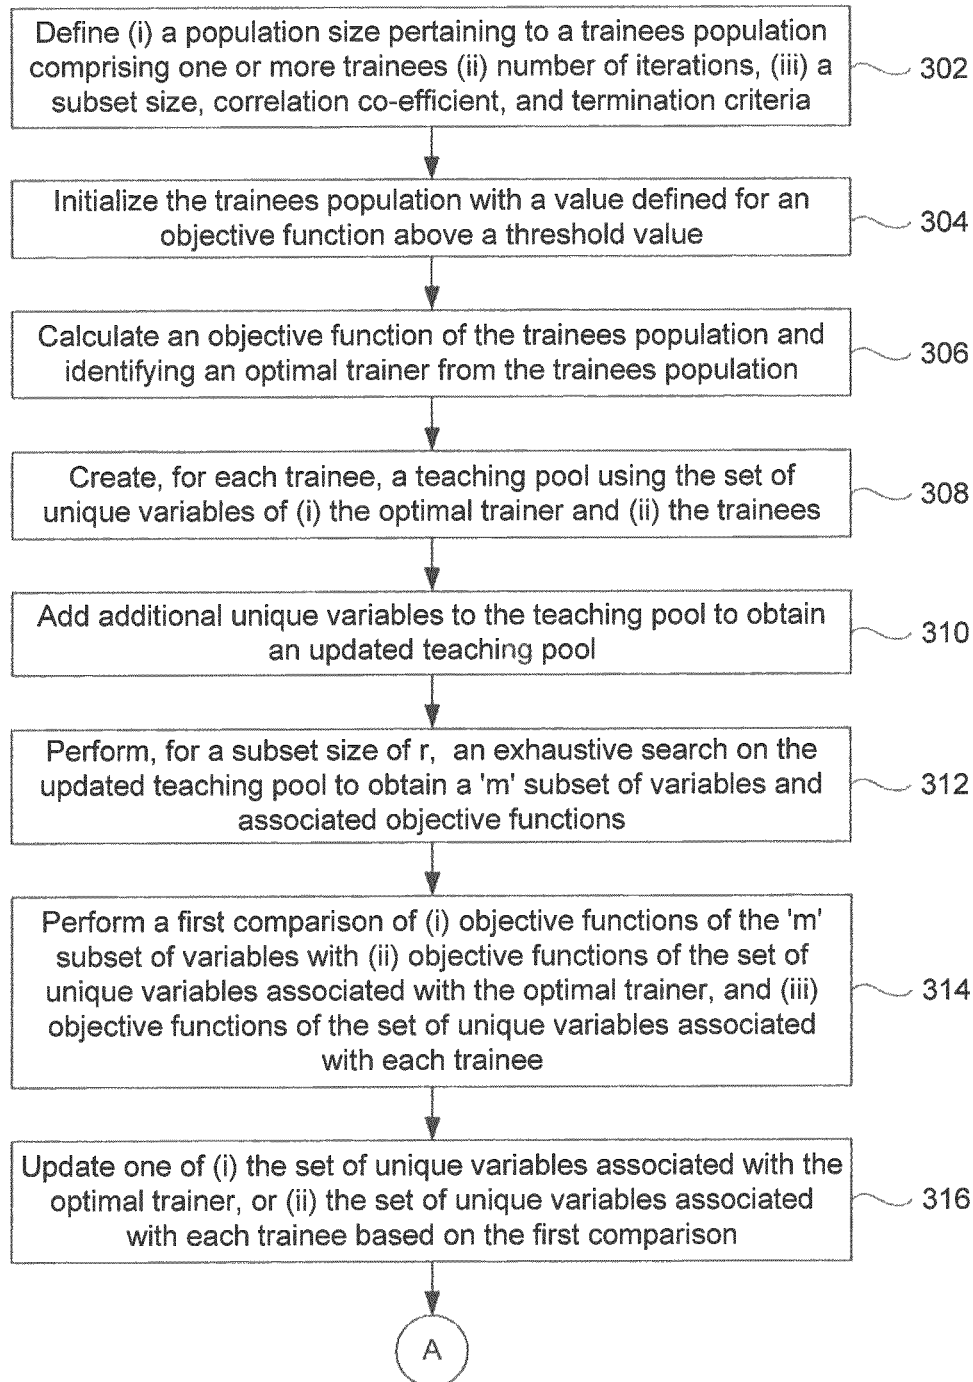 Define (i) a population size pertaining to a trainees population
comprising one or more trainees (ii) number of iterations, (iii) a
subset size, correlation co-efficient, and termination criteria
302
Initialize the trainees population with a value defined for an
objective function above a threshold value
304
Calculate an objective function of the trainees population and
identifying an optimal trainer from the trainees population
306
Create, for each trainee, a teaching pool using the set of
unique variables of (i) the optimal trainer and (ii) the trainees
308
Add additional unique variables to the teaching pool to obtain
an updated teaching pool
310
Perform, for a subset size of r, an exhaustive search on the
updated teaching pool to obtain a 'm' subset of variables and
associated objective functions
312
Perform a first comparison of (i) objective functions of the 'm'
subset of variables with (ii) objective functions of the set of
unique variables associated with the optimal trainer, and (iii)
objective functions of the set of unique variables associated
with each trainee
314
Update one of (i) the set of unique variables associated with the
optimal trainer, or (ii) the set of unique variables associated
with each trainee based on the first comparison
316
A